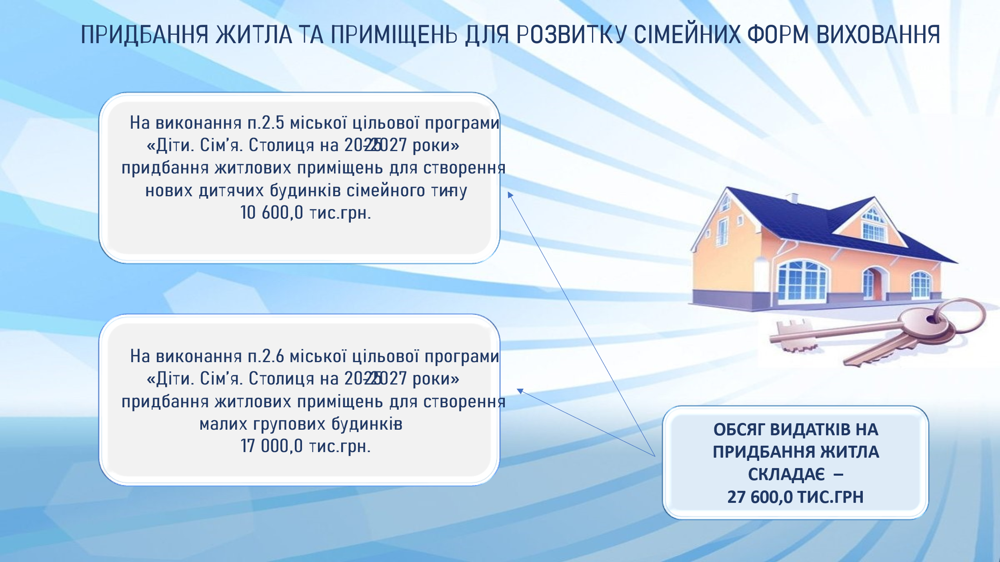 ПРИДБАННЯ ЖИТЛА ТА ПРИМІЩЕНЬ ДЛЯ РОЗВИТКУ СІМЕЙНИХ ФОРМ ВИХОВАННЯ
На виконання п.2.5 міської цільової програми
«Діти. Сім’я. Столиця на 2025-2027 роки»
придбання житлових приміщень для створення
нових дитячих будинків сімейного типу -
10 600,0 тис.грн.
На виконання п.2.6 міської цільової програми
«Діти. Сім’я. Столиця на 2025-2027 роки»
придбання житлових приміщень для створення
малих групових будинків -
17 000,0 тис.грн.
ОБСЯГ ВИДАТКІВ НА
ПРИДБАННЯ ЖИТЛА
СКЛАДАЄ –
27 600,0 ТИС.ГРН